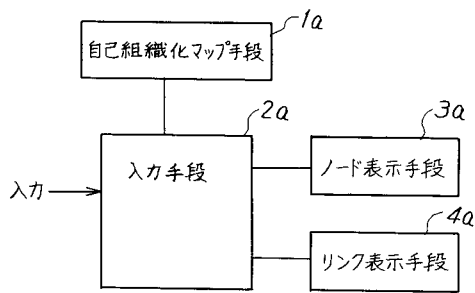 1a
自己組織化マップ手段
2a
入力手段
入力
3a
ノード表示手段
4a
リンク表示手段